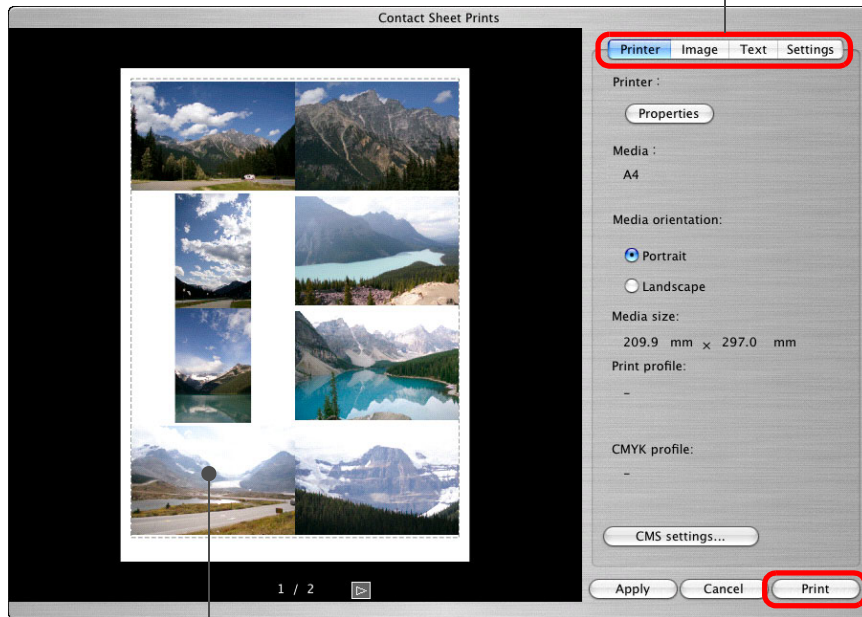 Contact Sheet Prints
Printer Image Text Settings
Printer :
Properties
Media :
A4
Media orientation:
Portrait
Landscape
Media size:
209.9 mm × 297.0 mm
Print profile:
–
CMYK profile:
–
CMS settings...
1 / 2
Apply Cancel Print